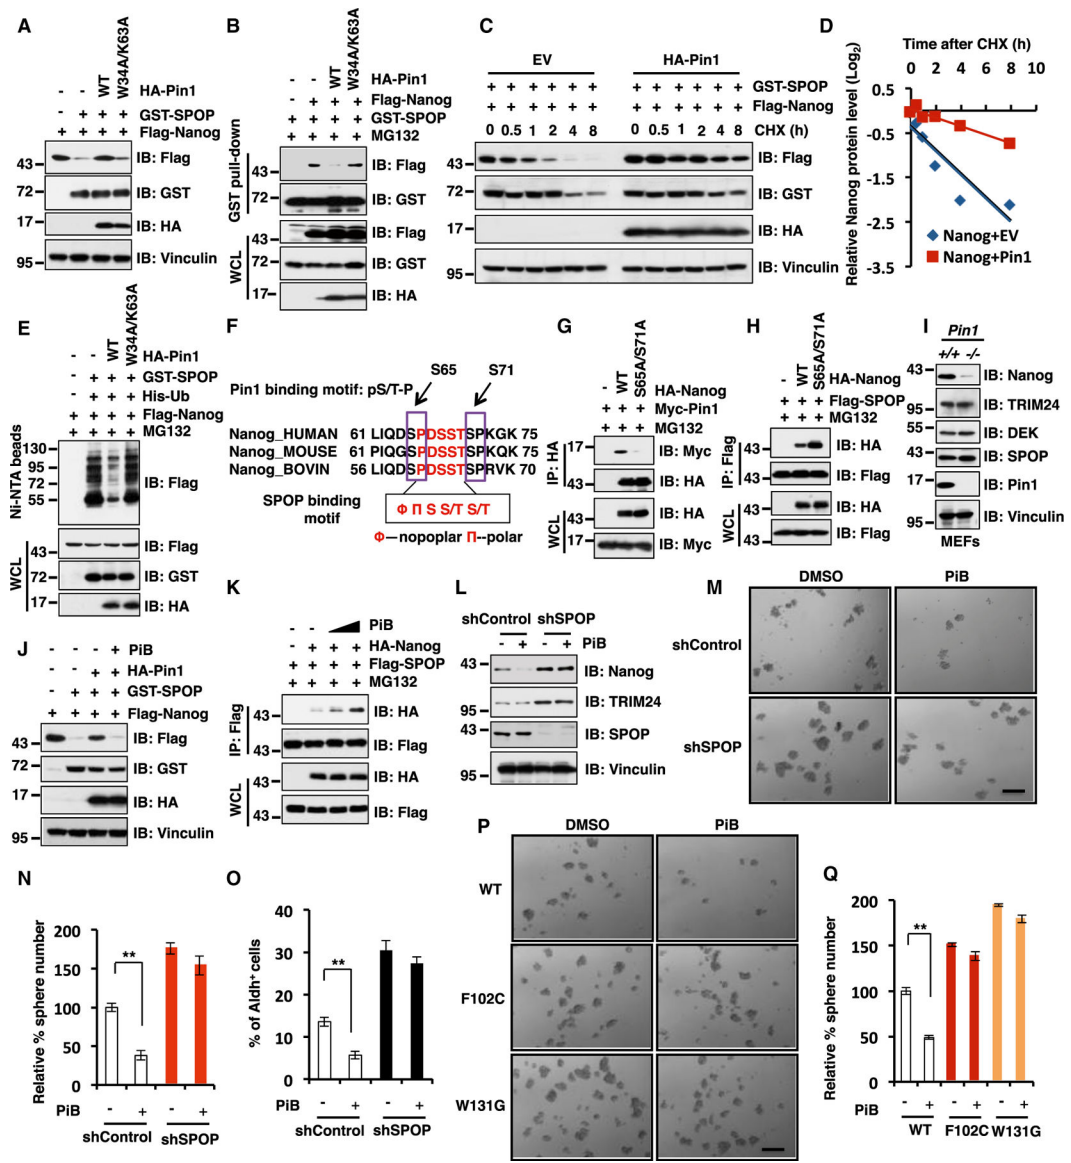 A
- - WT W34A/K63A HA-Pin1
- + + + GST-SPOP
+ + + + Flag-Nanog
43 IB: Flag
72 IB: GST
17 IB: HA
95 IB: Vinculin
B
- - WT W34A/K63A HA-Pin1
- + + + Flag-Nanog
+ + + + GST-SPOP
+ + + + MG132
GST pull-down
43 IB: Flag
72 IB: GST
WCL
43 IB: Flag
72 IB: GST
17 IB: HA
C
EV HA-Pin1
+ + + + + + + + + + + + GST-SPOP
+ + + + + + + + + + + + Flag-Nanog
0 0.5 1 2 4 8 0 0.5 1 2 4 8 CHX (h)
43 IB: Flag
72 IB: GST
17 IB: HA
95 IB: Vinculin
D
Time after CHX (h)
0 2 4 6 8 10
Relative Nanog protein level (Log2)
0.5
-0.5
-1.5
-2.5
-3.5
Nanog+EV
Nanog+Pin1
E
- - WT W34A/K63A HA-Pin1
- + + + GST-SPOP
- + + + His-Ub
+ + + + Flag-Nanog
+ + + + MG132
Ni-NTA beads
130
95
72
55
IB: Flag
WCL
43 IB: Flag
72 IB: GST
17 IB: HA
F
S65 S71
Pin1 binding motif: pS/T-P
Nanog_HUMAN 61 LIQDSPDSSTSPKGK 75
Nanog_MOUSE 61 PIQGSPDSSTSPKQK 75
Nanog_BOVIN 56 LIQDSPDSSTSPRVK 70
SPOP binding
motif
Φ Π S S/T S/T
Φ—nopoplar Π--polar
G
- WT S65A/S71A HA-Nanog
+ + + Myc-Pin1
+ + + MG132
IP: HA
17 IB: Myc
43 IB: HA
WCL
43 IB: HA
17 IB: Myc
H
- WT S65A/S71A HA-Nanog
+ + + Flag-SPOP
+ + + MG132
IP: Flag
43 IB: HA
43 IB: Flag
WCL
43 IB: HA
43 IB: Flag
I
Pin1
+/+ -/-
43 IB: Nanog
95 IB: TRIM24
55 IB: DEK
43 IB: SPOP
17 IB: Pin1
95 IB: Vinculin
MEFs
J
- - - + PiB
- - + + HA-Pin1
- + + + GST-SPOP
+ + + + Flag-Nanog
43 IB: Flag
72 IB: GST
17 IB: HA
95 IB: Vinculin
K
- - PiB
- + + + HA-Nanog
+ + + + Flag-SPOP
+ + + + MG132
IP: Flag
43 IB: HA
43 IB: Flag
WCL
43 IB: HA
43 IB: Flag
L
shControl shSPOP
- + - + PiB
43 IB: Nanog
95 IB: TRIM24
43 IB: SPOP
95 IB: Vinculin
M
DMSO PiB
shControl
shSPOP
N
Relative % sphere number
200
150
100
50
0
**
PiB - + - +
shControl shSPOP
O
% of Aldh+ cells
40
30
20
10
0
**
PiB - + - +
shControl shSPOP
P
DMSO PiB
WT
F102C
W131G
Q
Relative % sphere number
200
150
100
50
0
**
PiB - + - + - +
WT F102C W131G